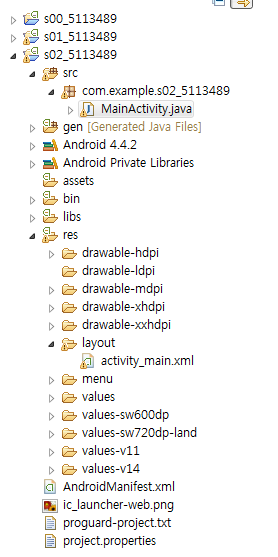 s00_5113489
s01_5113489
s02_5113489
src
com.example.s02_5113489
MainActivity.java
gen [Generated Java Files]
Android 4.4.2
Android Private Libraries
assets
bin
libs
res
drawable-hdpi
drawable-ldpi
drawable-mdpi
drawable-xhdpi
drawable-xxhdpi
layout
activity_main.xml
menu
values
values-sw600dp
values-sw720dp-land
values-v11
values-v14
AndroidManifest.xml
ic_launcher-web.png
proguard-project.txt
project.properties